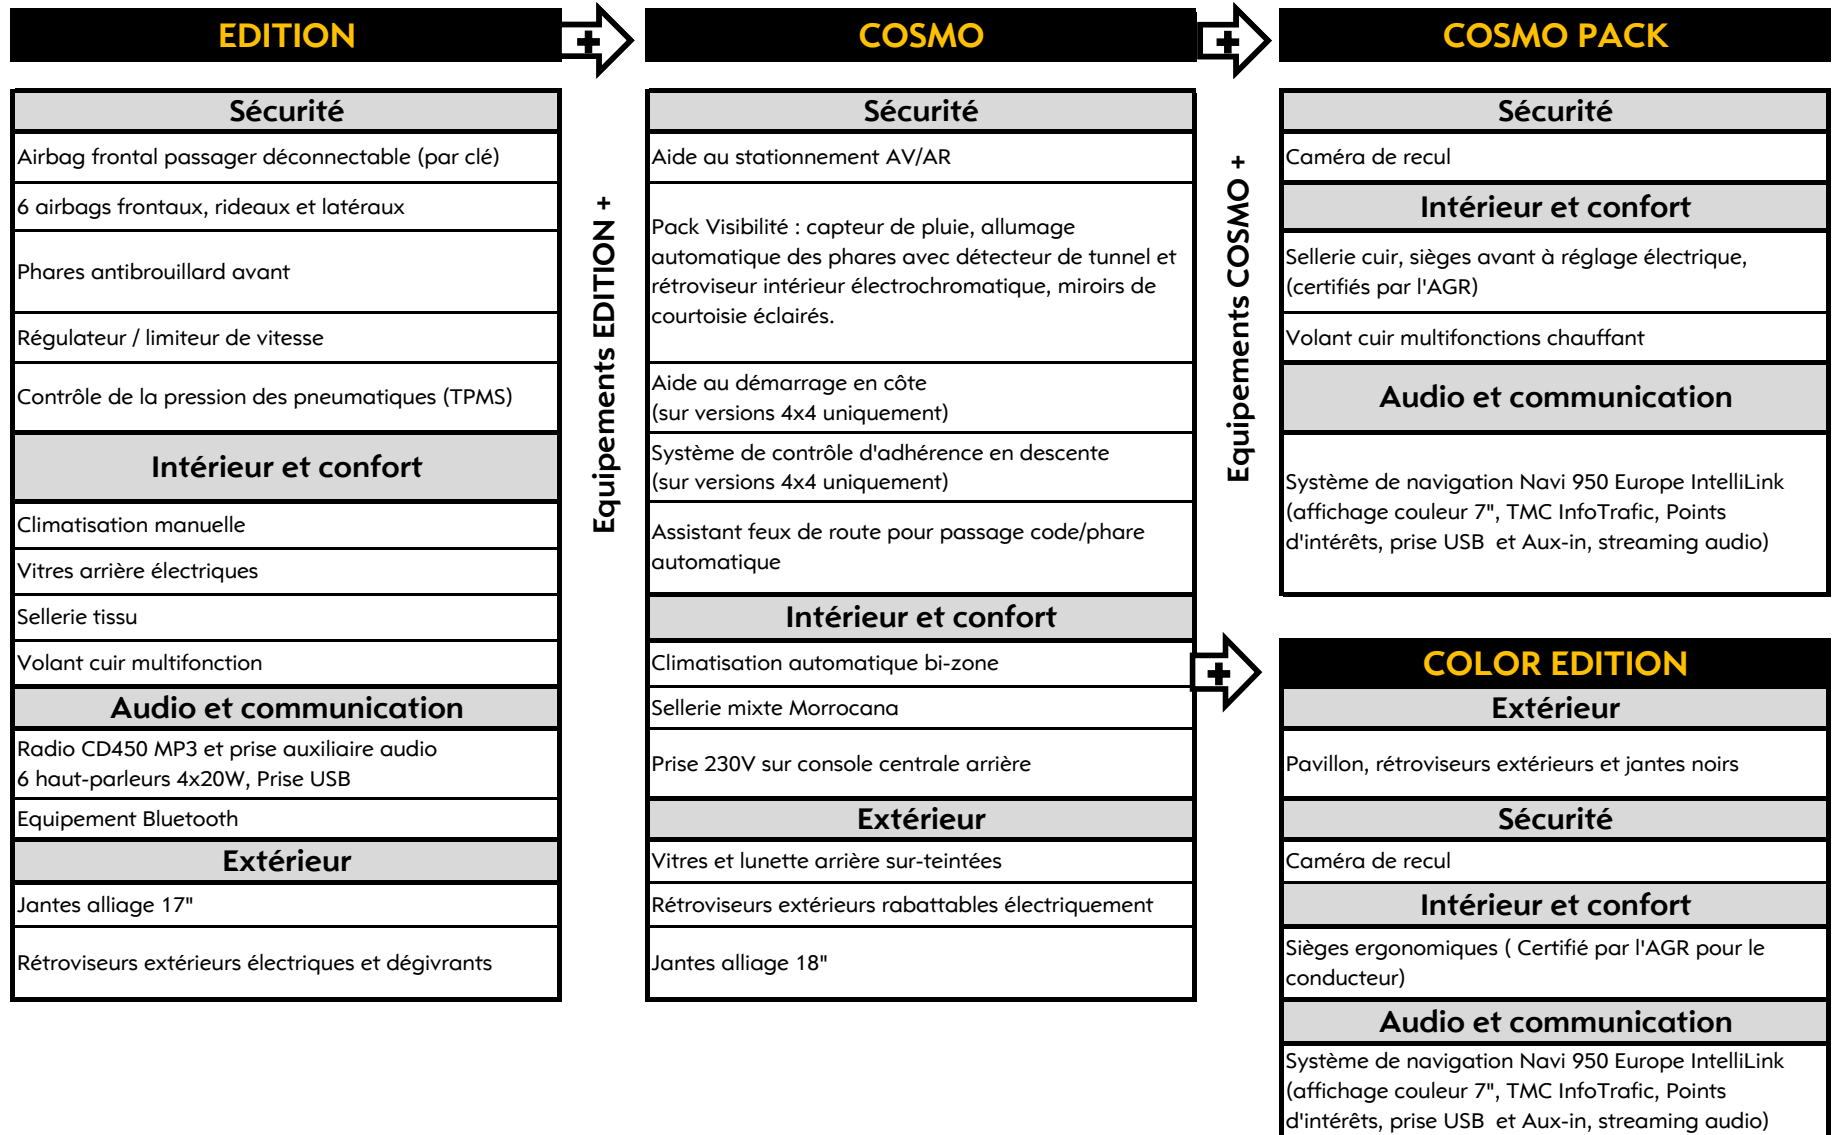 EDITION
Sécurité
Airbag frontal passager déconnectable (par clé)
6 airbags frontaux, rideaux et latéraux
Phares antibrouillard avant
Régulateur / limiteur de vitesse
Contrôle de la pression des pneumatiques (TPMS)
Intérieur et confort
Climatisation manuelle
Vitres arrière électriques
Sellerie tissu
Volant cuir multifonction
Audio et communication
Radio CD450 MP3 et prise auxiliaire audio
6 haut-parleurs 4x20W, Prise USB
Equipement Bluetooth
Extérieur
Jantes alliage 17"
Rétroviseurs extérieurs électriques et dégivrants
+
Equipements EDITION +
COSMO
Sécurité
Aide au stationnement AV/AR
Pack Visibilité : capteur de pluie, allumage
automatique des phares avec détecteur de tunnel et
rétroviseur intérieur électrochromatique, miroirs de
courtoisie éclairés.
Aide au démarrage en côte
(sur versions 4x4 uniquement)
Système de contrôle d'adhérence en descente
(sur versions 4x4 uniquement)
Assistant feux de route pour passage code/phare
automatique
Intérieur et confort
Climatisation automatique bi-zone
Sellerie mixte Morrocana
Prise 230V sur console centrale arrière
Extérieur
Vitres et lunette arrière sur-teintées
Rétroviseurs extérieurs rabattables électriquement
Jantes alliage 18"
+
Equipements COSMO +
COSMO PACK
Sécurité
Caméra de recul
Intérieur et confort
Sellerie cuir, sièges avant à réglage électrique,
(certifiés par l'AGR)
Volant cuir multifonctions chauffant
Audio et communication
Système de navigation Navi 950 Europe IntelliLink
(affichage couleur 7", TMC InfoTrafic, Points
d'intérêts, prise USB  et Aux-in, streaming audio)
+
COLOR EDITION
Extérieur
Pavillon, rétroviseurs extérieurs et jantes noirs
Sécurité
Caméra de recul
Intérieur et confort
Sièges ergonomiques ( Certifié par l'AGR pour le
conducteur)
Audio et communication
Système de navigation Navi 950 Europe IntelliLink
(affichage couleur 7", TMC InfoTrafic, Points
d'intérêts, prise USB  et Aux-in, streaming audio)